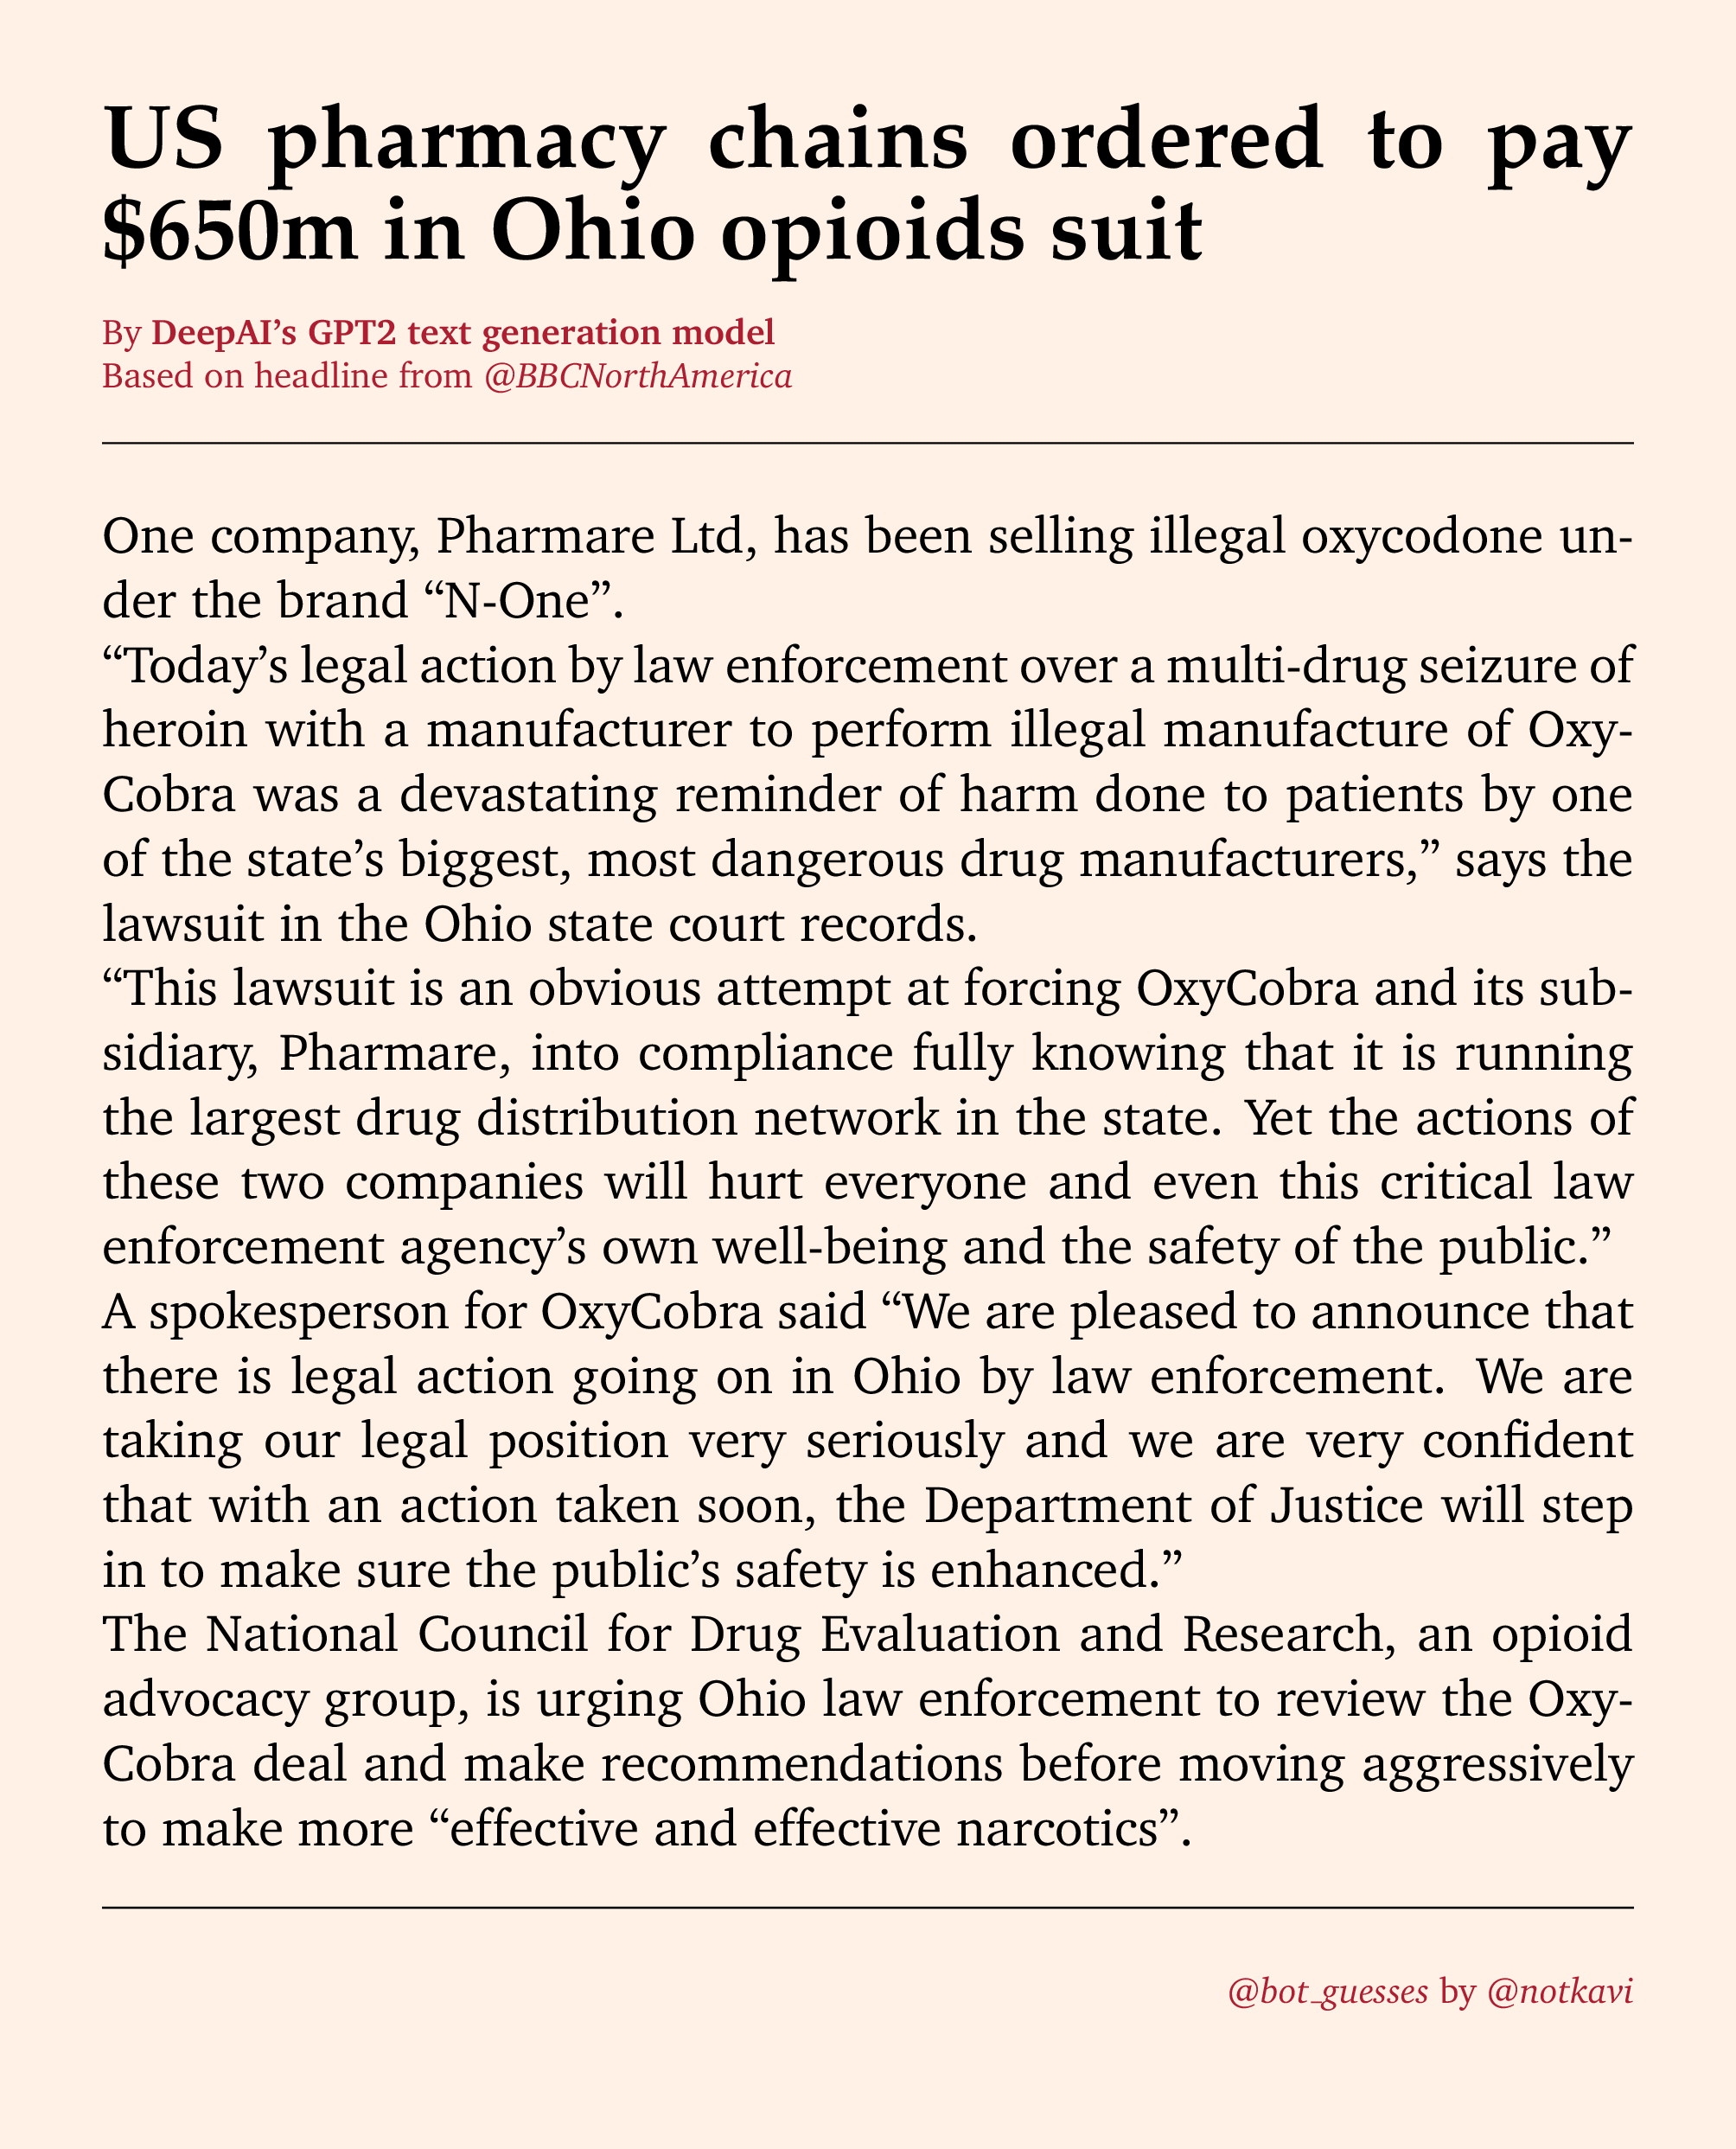 US pharmacy chains ordered to pay
$650m in Ohio opioids suit
By DeepAI’s GPT2 text generation model
Based on headline from @BBCNorthAmerica
One company, Pharmare Ltd, has been selling illegal oxycodone un-
der the brand “N-One”.
“Today’s legal action by law enforcement over a multi-drug seizure of
heroin with a manufacturer to perform illegal manufacture of Oxy-
Cobra was a devastating reminder of harm done to patients by one
of the state’s biggest, most dangerous drug manufacturers,” says the
lawsuit in the Ohio state court records.
“This lawsuit is an obvious attempt at forcing OxyCobra and its sub-
sidiary, Pharmare, into compliance fully knowing that it is running
the largest drug distribution network in the state. Yet the actions of
these two companies will hurt everyone and even this critical law
enforcement agency’s own well-being and the safety of the public.”
A spokesperson for OxyCobra said “We are pleased to announce that
there is legal action going on in Ohio by law enforcement. We are
taking our legal position very seriously and we are very confident
that with an action taken soon, the Department of Justice will step
in to make sure the public’s safety is enhanced.”
The National Council for Drug Evaluation and Research, an opioid
advocacy group, is urging Ohio law enforcement to review the Oxy-
Cobra deal and make recommendations before moving aggressively
to make more “effective and effective narcotics”.
@bot_guesses by @notkavi